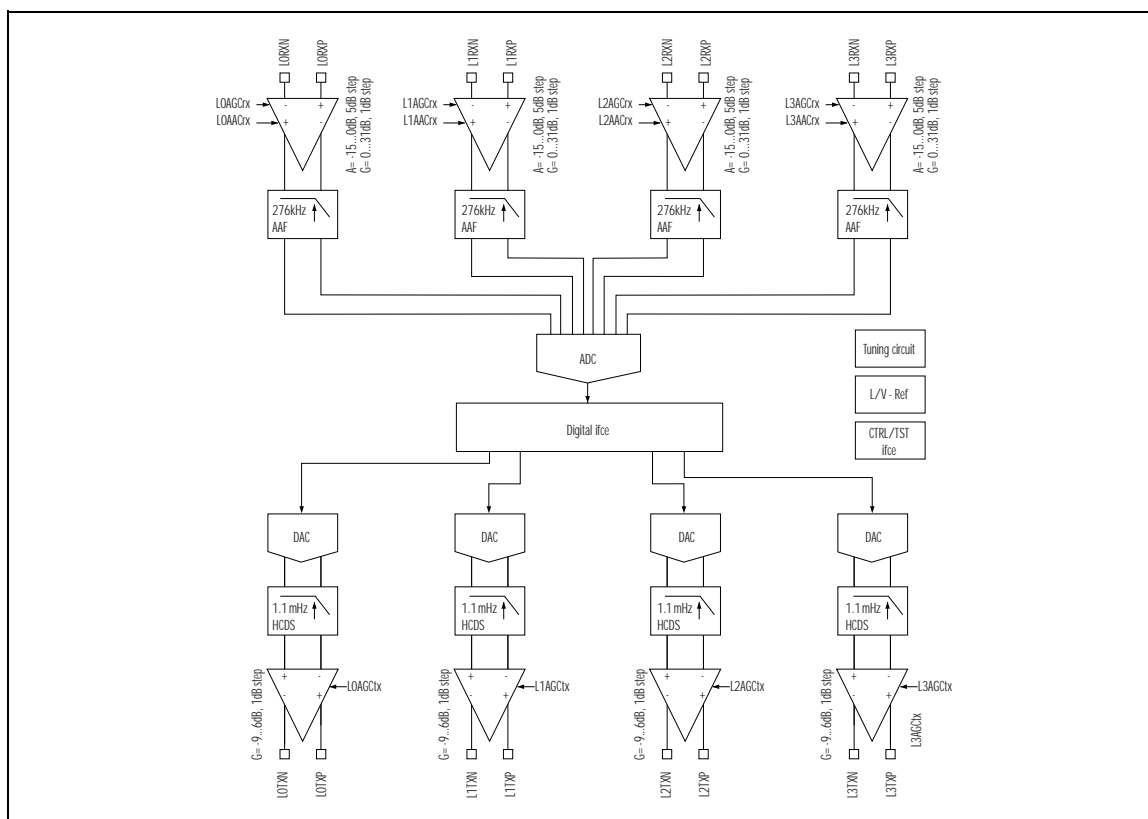 L0RXN
L0RXP
L1RXN
L1RXP
L2RXN
L2RXP
L3RXN
L3RXP
L0AGCrx
L0AACrx
- +
+ -
A= -15...0dB, 5dB step
G= 0...31dB, 1dB step
L1AGCrx
L1AACrx
- +
+ -
A= -15...0dB, 5dB step
G= 0...31dB, 1dB step
L2AGCrx
L2AACrx
- +
+ -
A= -15...0dB, 5dB step
G= 0...31dB, 1dB step
L3AGCrx
L3AACrx
- +
+ -
A= -15...0dB, 5dB step
G= 0...31dB, 1dB step
276kHz
AAF
276kHz
AAF
276kHz
AAF
276kHz
AAF
ADC
Tuning circuit
L/V - Ref
CTRL/TST
ifce
Digital ifce
DAC
DAC
DAC
DAC
1.1 mHz
HCDS
1.1 mHz
HCDS
1.1 mHz
HCDS
1.1 mHz
HCDS
G= -9...6dB, 1dB step
+ -
- +
L0AGCtx
G= -9...6dB, 1dB step
+ -
- +
L1AGCtx
G= -9...6dB, 1dB step
+ -
- +
L2AGCtx
G= -9...6dB, 1dB step
+ -
- +
L3AGCtx
L3AGCtx
L0TXN
L0TXP
L1TXN
L1TXP
L2TXN
L2TXP
L3TXN
L3TXP